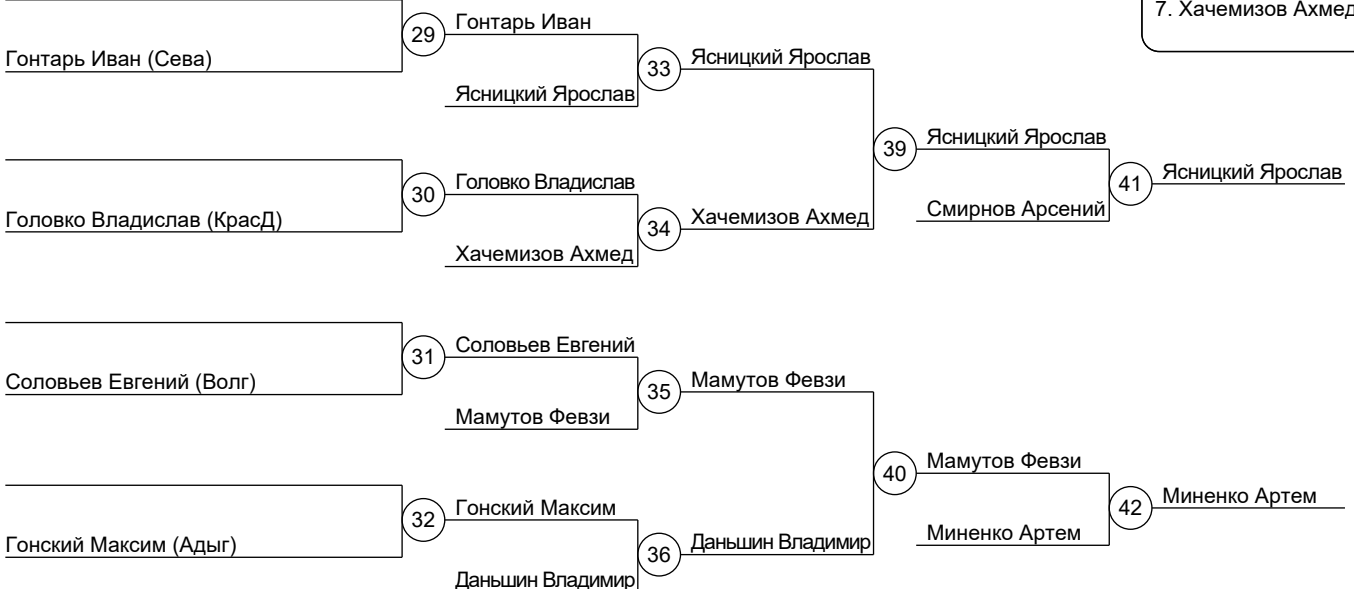 7. Хачемизов Ахмед
Гонтарь Иван (Сева)
29
Гонтарь Иван
Ясницкий Ярослав
33
Ясницкий Ярослав
Головко Владислав (КрасД)
30
Головко Владислав
Хачемизов Ахмед
34
Хачемизов Ахмед
39
Ясницкий Ярослав
Смирнов Арсений
41
Ясницкий Ярослав
Соловьев Евгений (Волг)
31
Соловьев Евгений
Мамутов Февзи
35
Мамутов Февзи
Гонский Максим (Адыг)
32
Гонский Максим
Даньшин Владимир
36
Даньшин Владимир
40
Мамутов Февзи
Миненко Артем
42
Миненко Артем